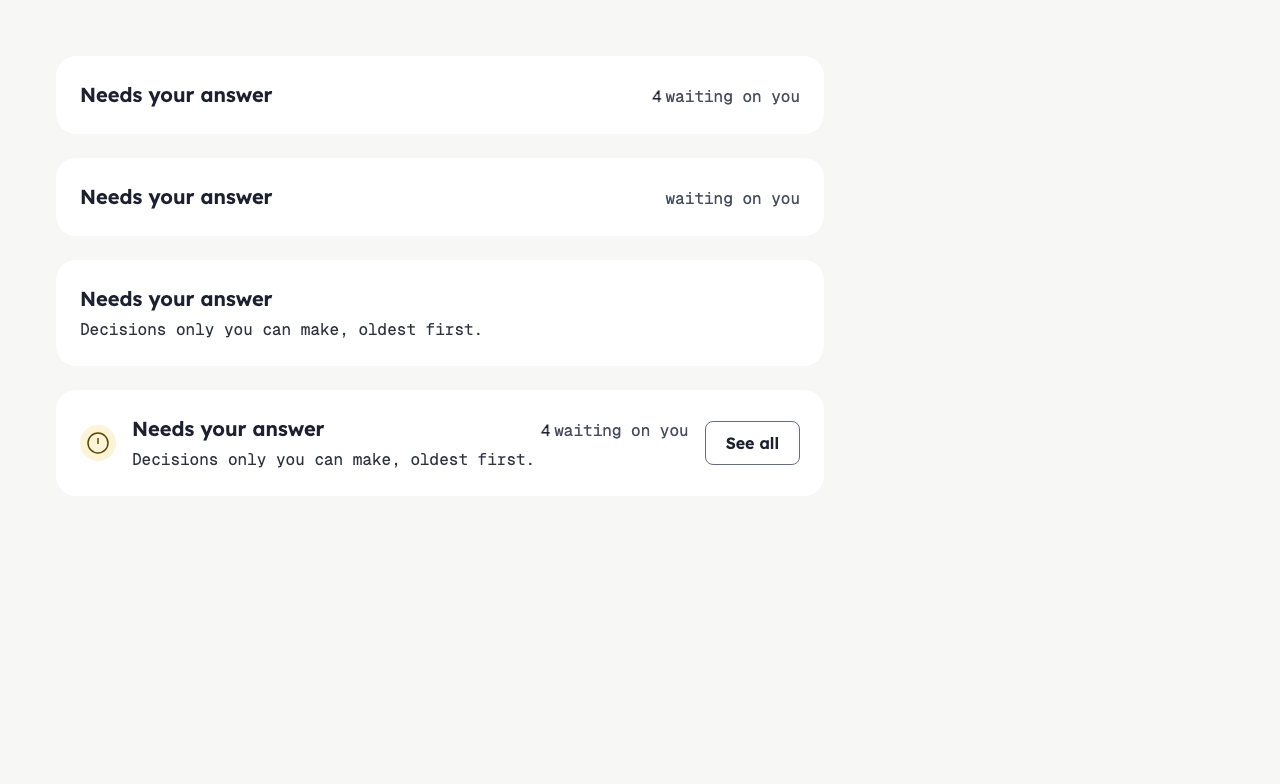 Needs your answer 4 waiting on you
Needs your answer waiting on you
Needs your answer
Decisions only you can make, oldest first.
Needs your answer 4 waiting on you See all
Decisions only you can make, oldest first.